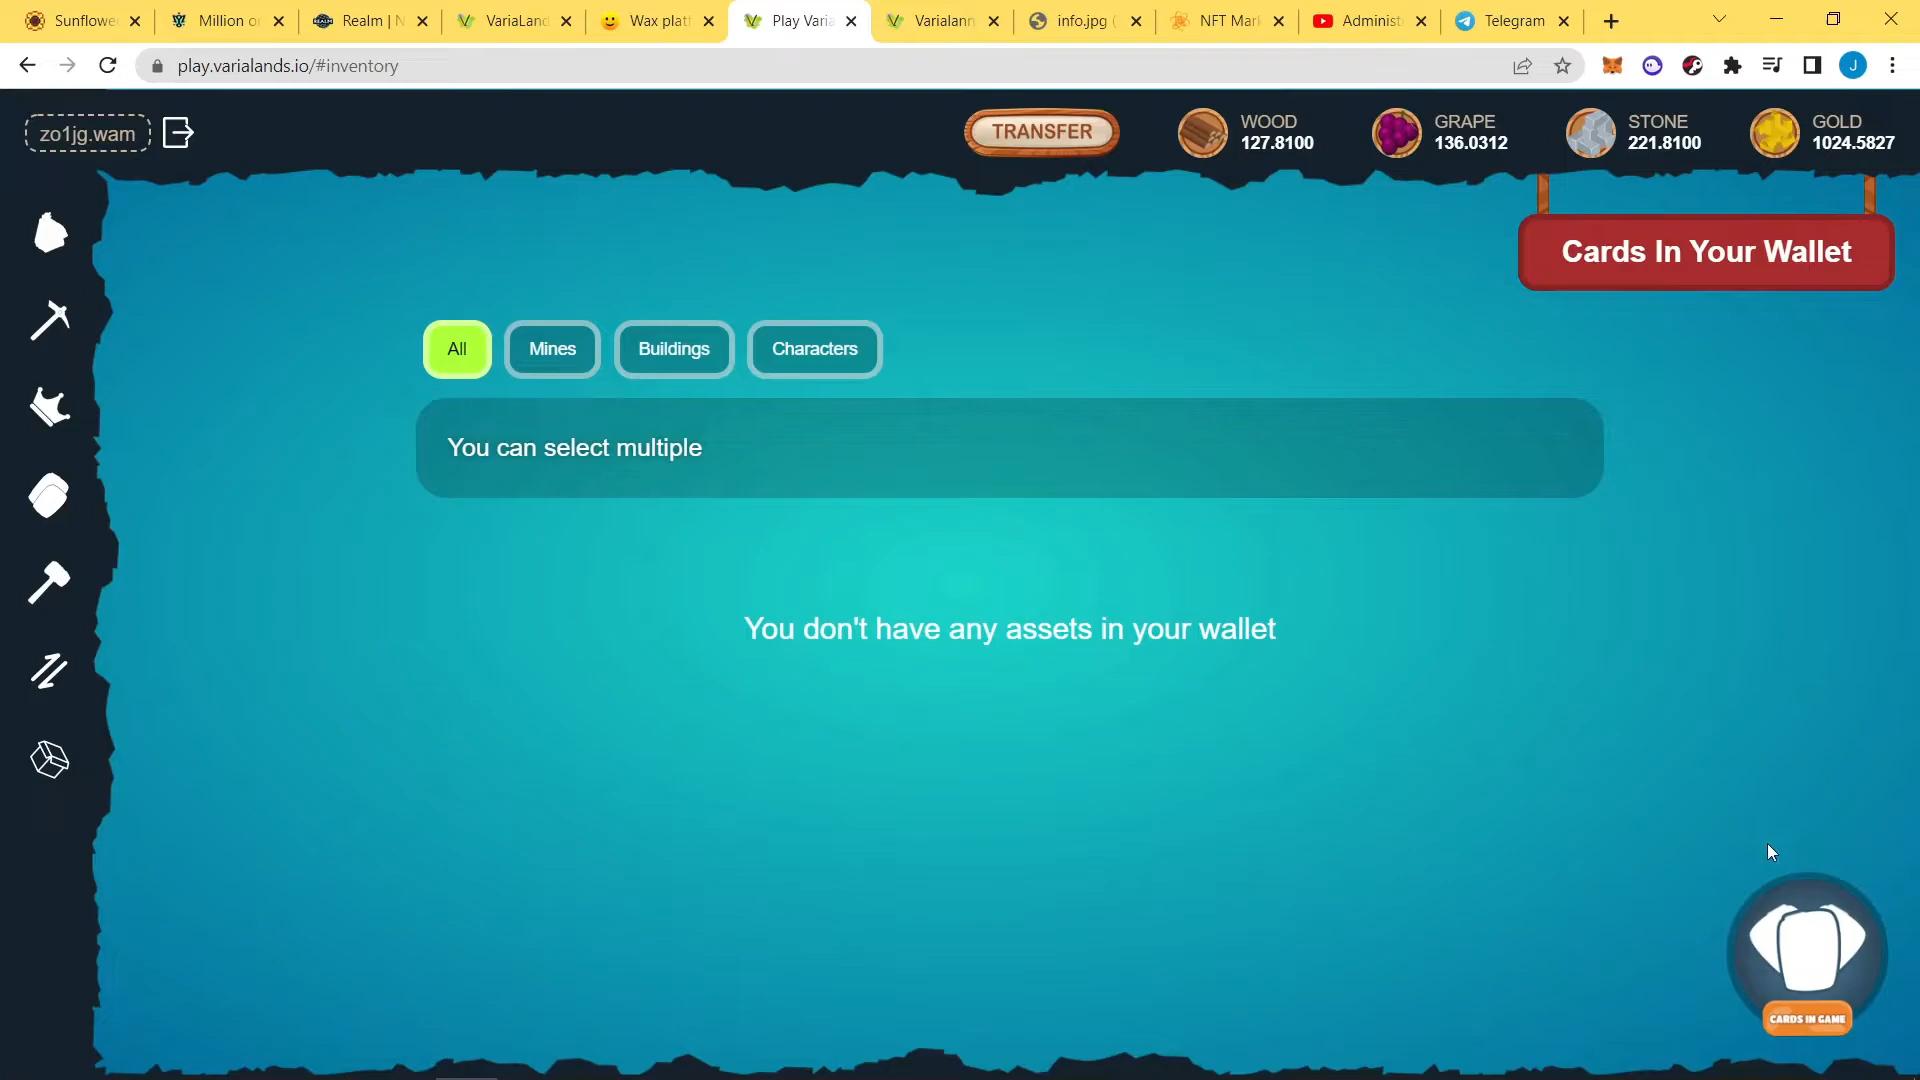 Sunflowe
Million o
Realm | N
VariaLand
Wax platf
Play Varia
Varialann
info.jpg (
NFT Mark
Administ
Telegram
play.varialands.io/#inventory
J
zo1jg.wam
TRANSFER
WOOD
127.8100
GRAPE
136.0312
STONE
221.8100
GOLD
1024.5827
Cards In Your Wallet
All
Mines
Buildings
Characters
You can select multiple
You don't have any assets in your wallet
CARDS IN GAME